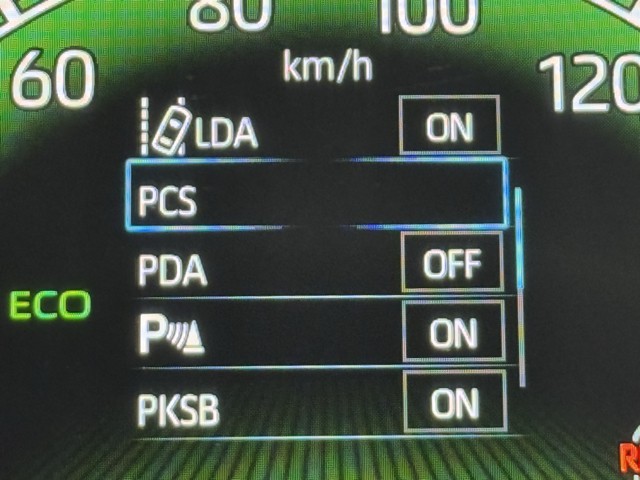 80 100
60 km/h 120
LDA ON
PCS
PDA OFF
ECO
P ON
PKSB ON
R